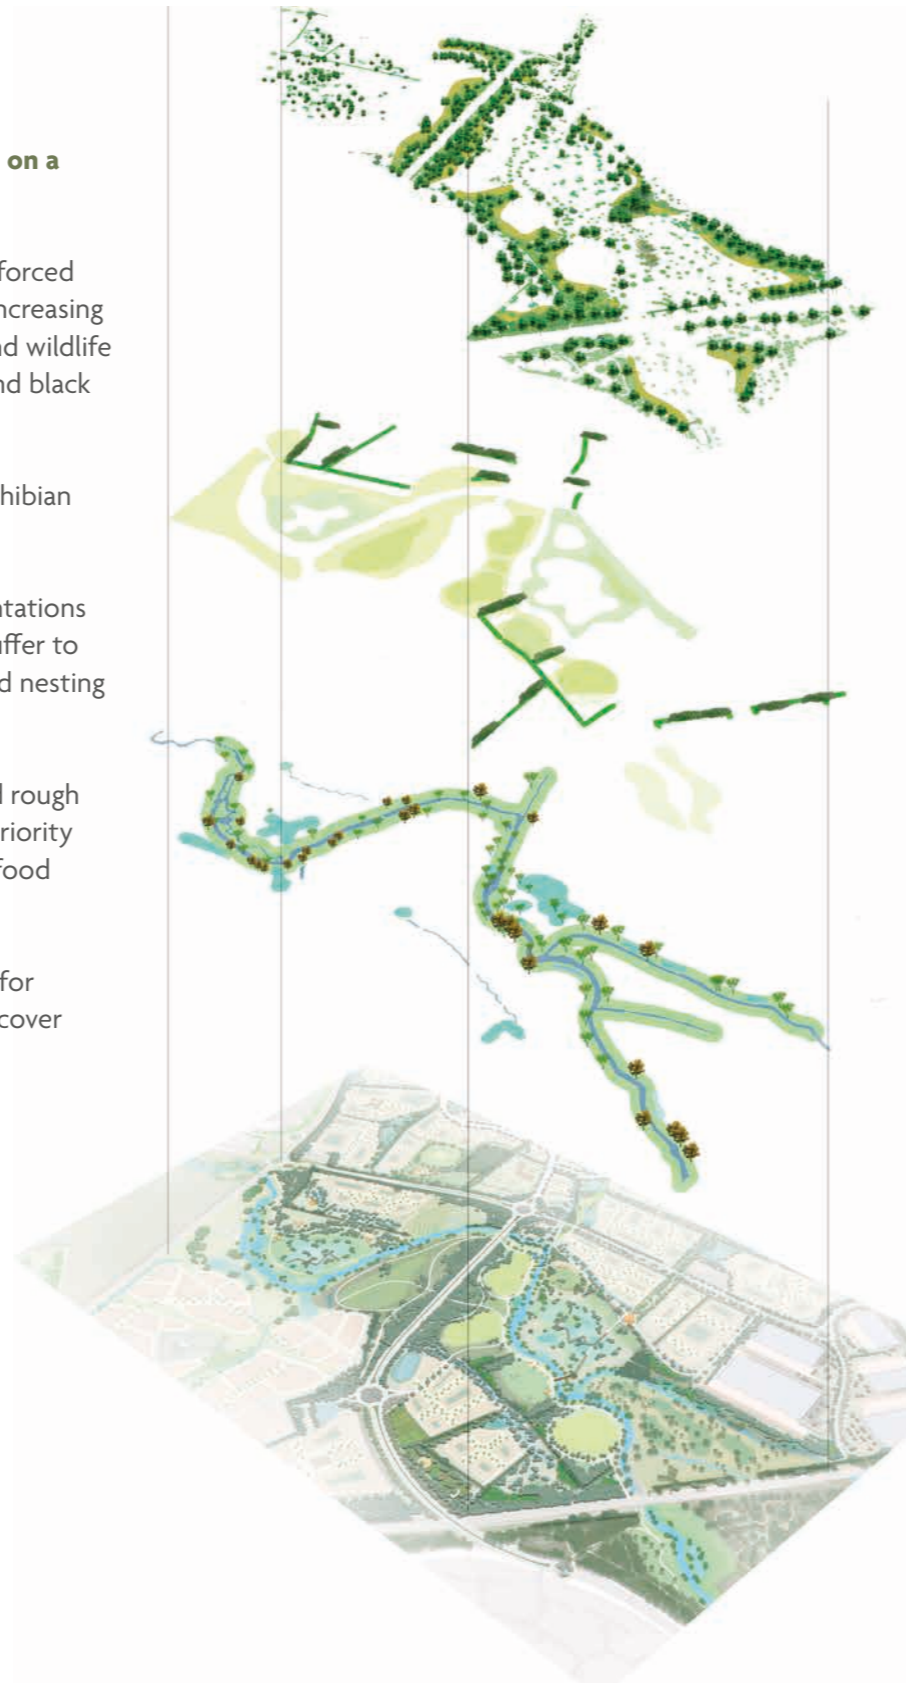 on a
forced
ncreasing
nd wildlife
nd black
hibian
ntations
uffer to
d nesting
d rough
riority
food
for
cover